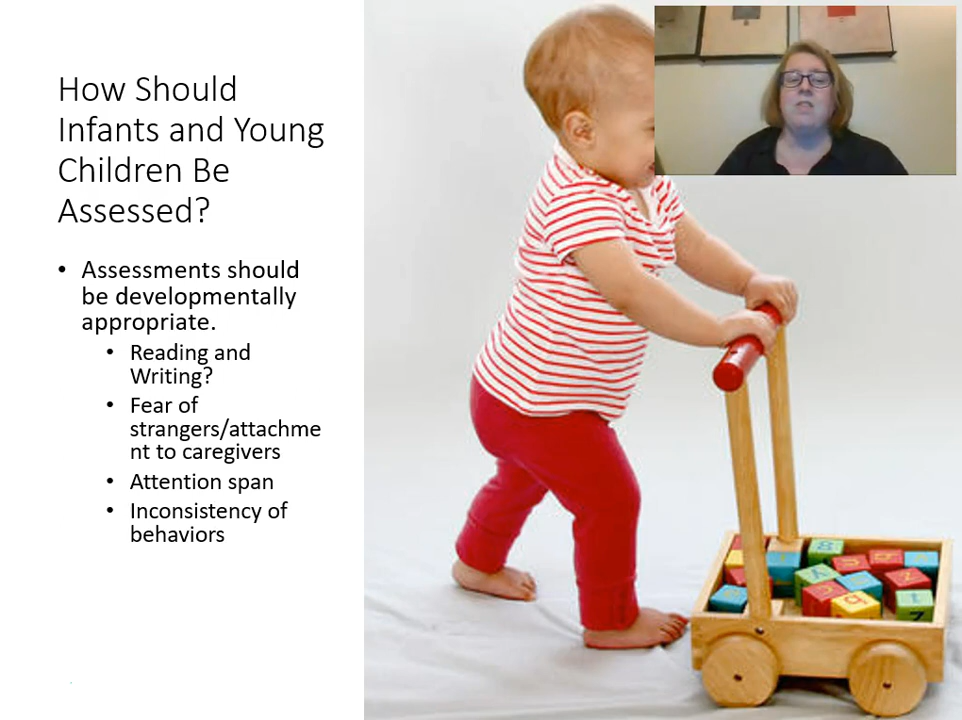 How Should
Infants and Young
Children Be
Assessed?
• Assessments should
be developmentally
appropriate.
• Reading and
Writing?
• Fear of
strangers/attachme
nt to caregivers
• Attention span
• Inconsistency of
behaviors